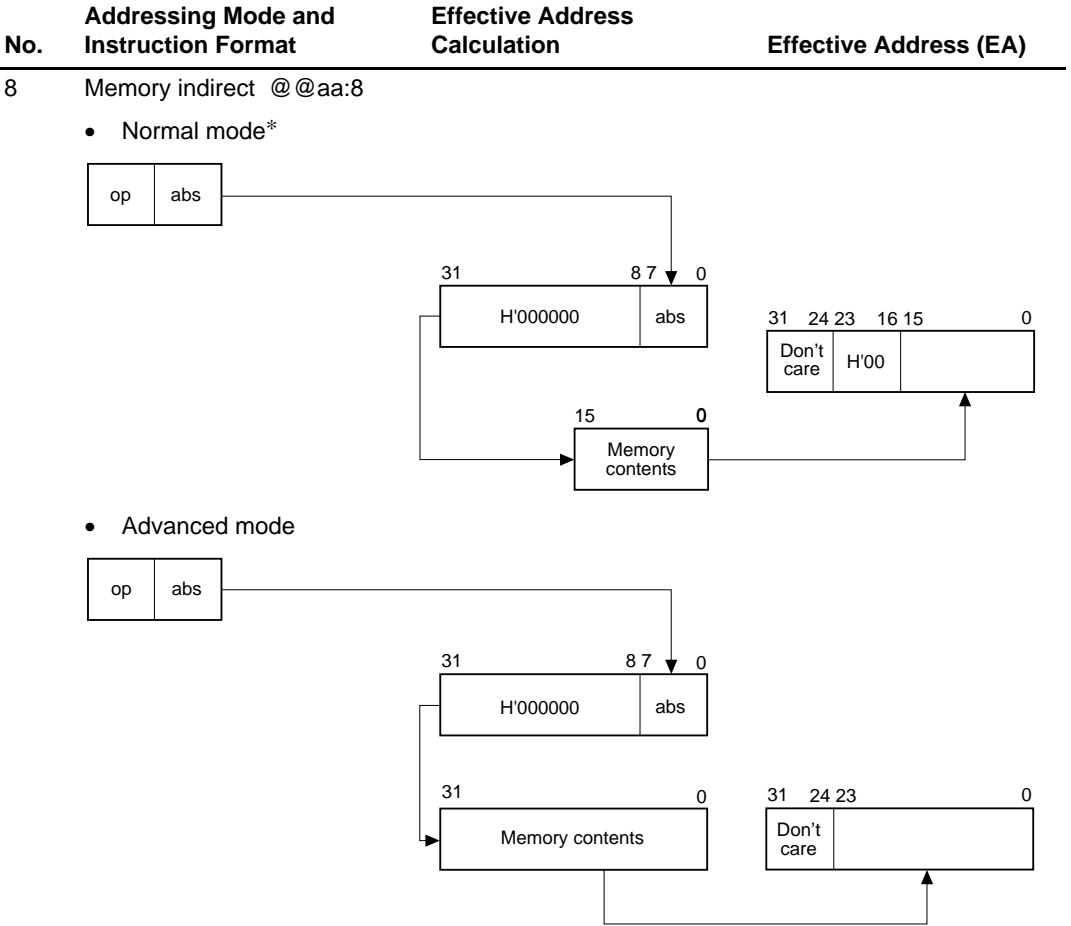 Addressing Mode and Effective Address
No. Instruction Format Calculation Effective Address (EA)
8 Memory indirect @@aa:8
• Normal mode*
op abs
31 8 7 0
H'000000 abs
31 24 23 16 15 0
Don't
care H'00
15 0
Memory
contents
• Advanced mode
op abs
31 8 7 0
H'000000 abs
31 0
Memory contents
31 24 23 0
Don't
care